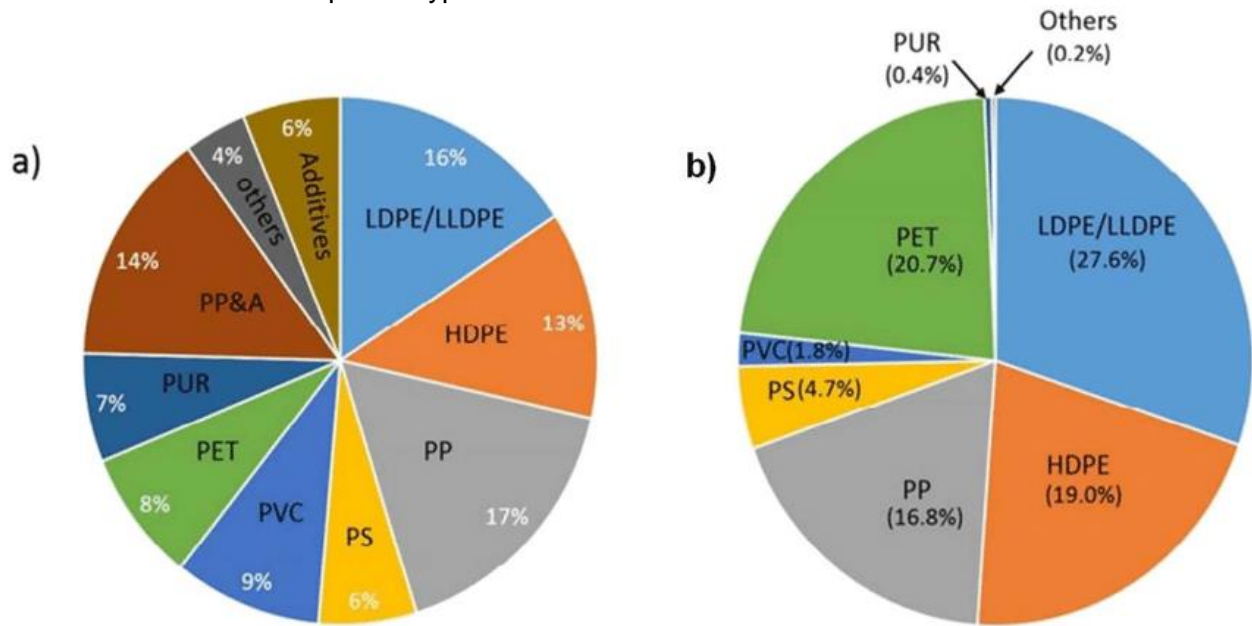 a)
6%
Additives
4%
others
16%
LDPE/LLDPE
14%
PP&A
HDPE
13%
PUR
7%
PET
8%
PVC
9%
PS
6%
PP
17%
b)
PUR
(0.4%)
Others
(0.2%)
PET
(20.7%)
LDPE/LLDPE
(27.6%)
PVC(1.8%)
PS(4.7%)
PP
(16.8%)
HDPE
(19.0%)